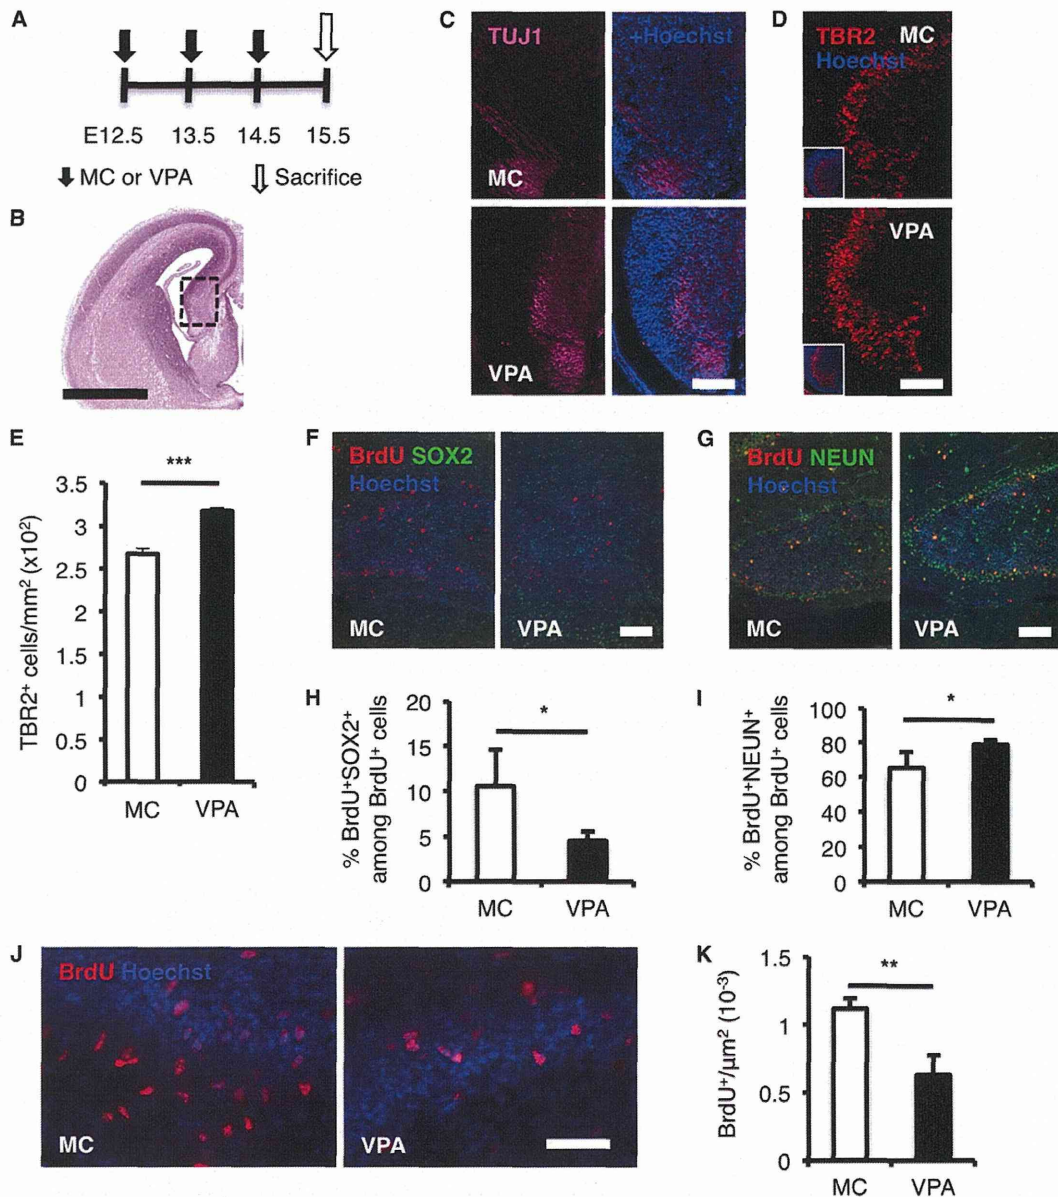 A
E12.5 13.5 14.5 15.5
MC or VPA Sacrifice
B
C
TUJ1 +Hoechst
MC
VPA
D
TBR2 MC
Hoechst
VPA
E
***
TBR2+ cells/mm2 (x102)
3.5
3
2.5
2
1.5
1
0.5
0
MC VPA
F
BrdU SOX2
Hoechst
MC VPA
G
BrdU NEUN
Hoechst
MC VPA
H
*
% BrdU+SOX2+
among BrdU+ cells
20
15
10
5
0
MC VPA
I
*
% BrdU+NEUN+
among BrdU+ cells
100
80
60
40
20
0
MC VPA
J
BrdU Hoechst
MC VPA
K
**
BrdU+/µm2 (10-3)
1.5
1
0.5
0
MC VPA